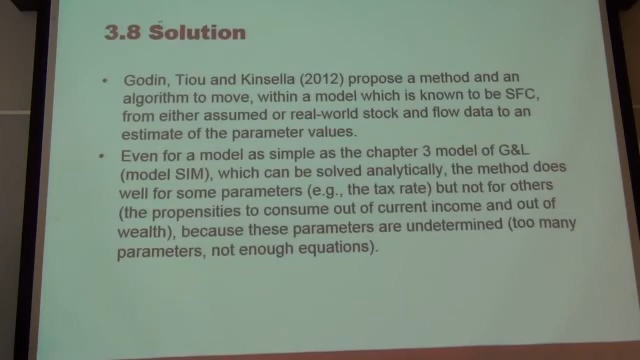 3.8 Solution
• Godin, Tiou and Kinsella (2012) propose a method and an
algorithm to move, within a model which is known to be SFC,
from either assumed or real-world stock and flow data to an
estimate of the parameter values.
• Even for a model as simple as the chapter 3 model of G&L
(model SIM), which can be solved analytically, the method does
well for some parameters (e.g., the tax rate) but not for others
(the propensities to consume out of current income and out of
wealth), because these parameters are undetermined (too many
parameters, not enough equations).